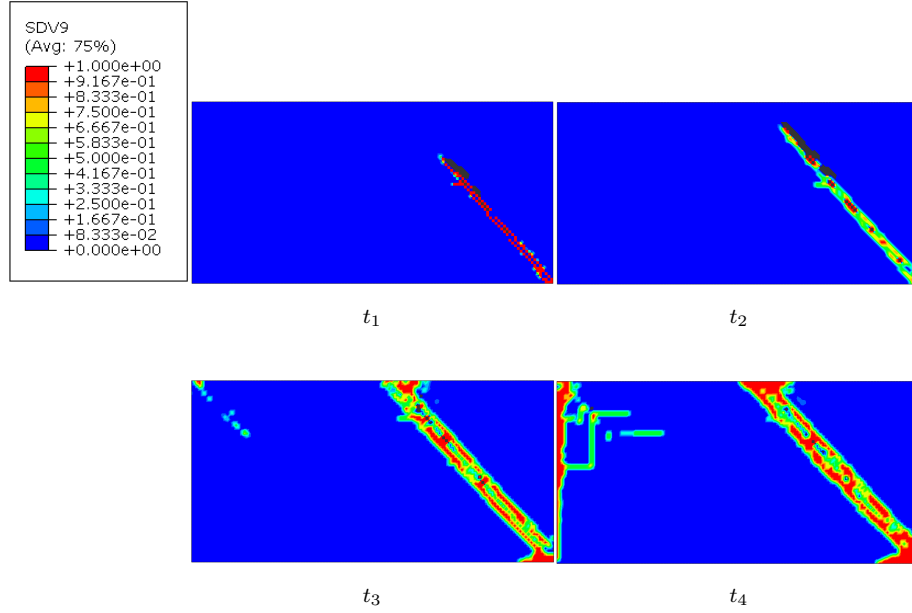 SDV9
(Avg: 75%)
+1.000e+00
+9.167e-01
+8.333e-01
+7.500e-01
+6.667e-01
+5.833e-01
+5.000e-01
+4.167e-01
+3.333e-01
+2.500e-01
+1.667e-01
+8.333e-02
+0.000e+00
t₁
t₂
t₃
t₄